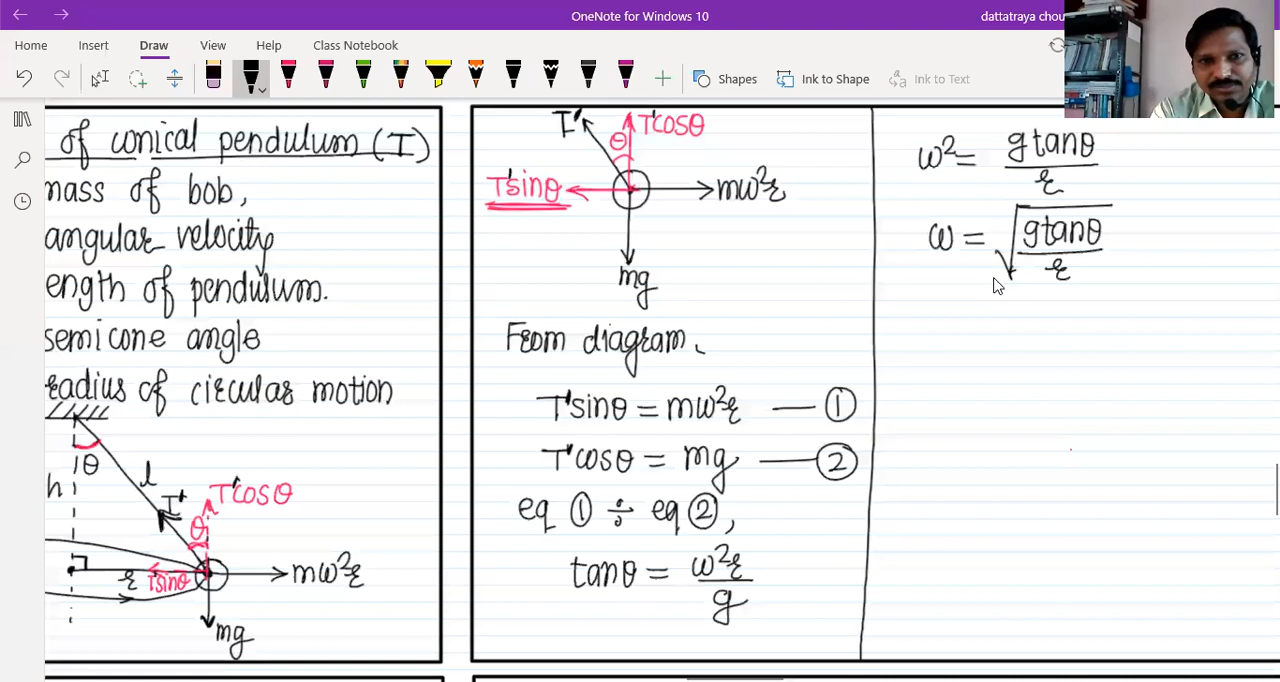 OneNote for Windows 10
dattatraya chou
Home Insert Draw View Help Class Notebook
Shapes Ink to Shape Ink to Text
of conical pendulum (T)
mass of bob,
angular velocity
ength of pendulum.
semicone angle
radius of circular motion
θ
l
h
T'
T'cosθ
θ
r
T'sinθ
mω²r
mg
T'
T'cosθ
θ
T'sinθ
mω²r
mg
From diagram,
T'sinθ = mω²r — ①
T'cosθ = mg — ②
eq ① ÷ eq ②,
tanθ = ω²r / g
ω² = gtanθ / r
ω = √(gtanθ / r)